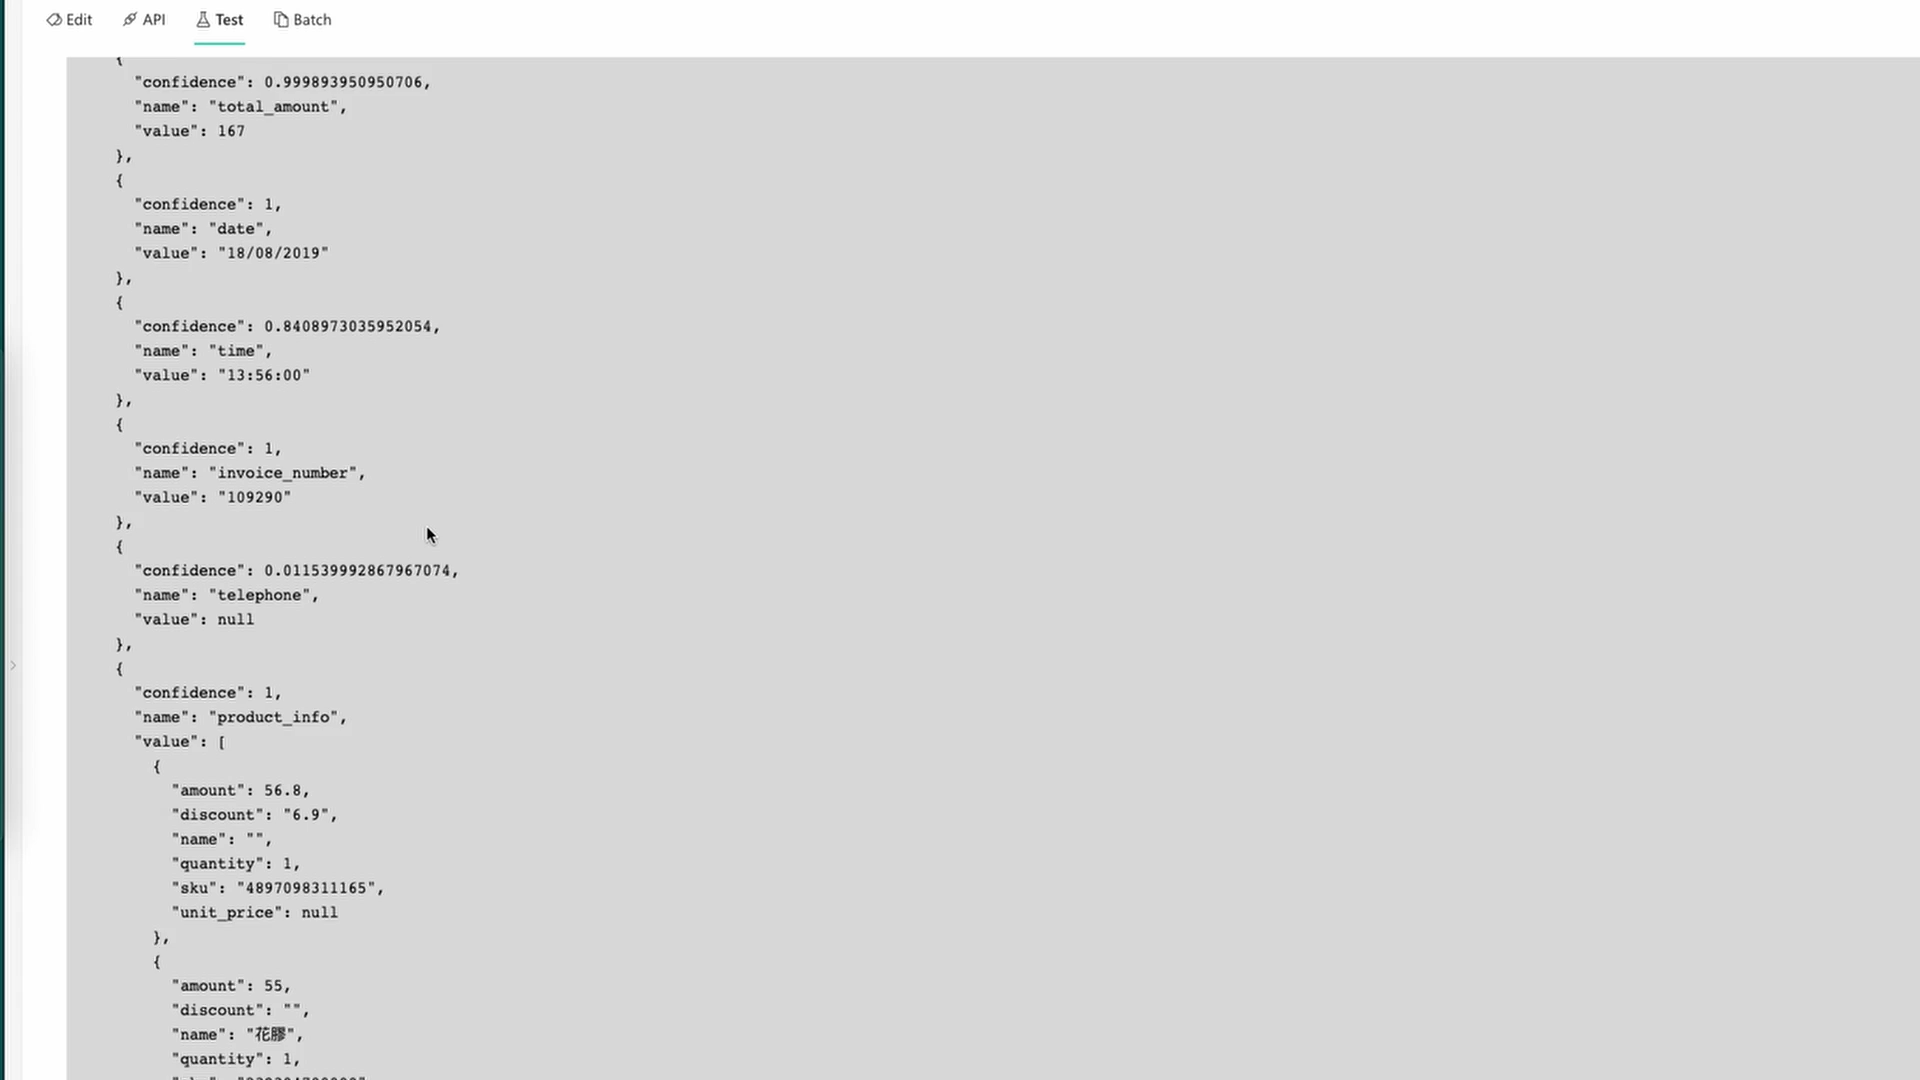 Edit API Test Batch
{
"confidence": 0.999893950950706,
"name": "total_amount",
"value": 167
},
{
"confidence": 1,
"name": "date",
"value": "18/08/2019"
},
{
"confidence": 0.8408973035952054,
"name": "time",
"value": "13:56:00"
},
{
"confidence": 1,
"name": "invoice_number",
"value": "109290"
},
{
"confidence": 0.011539992867967074,
"name": "telephone",
"value": null
},
{
"confidence": 1,
"name": "product_info",
"value": [
{
"amount": 56.8,
"discount": "6.9",
"name": "",
"quantity": 1,
"sku": "4897098311165",
"unit_price": null
},
{
"amount": 55,
"discount": "",
"name": "花膠",
"quantity": 1,